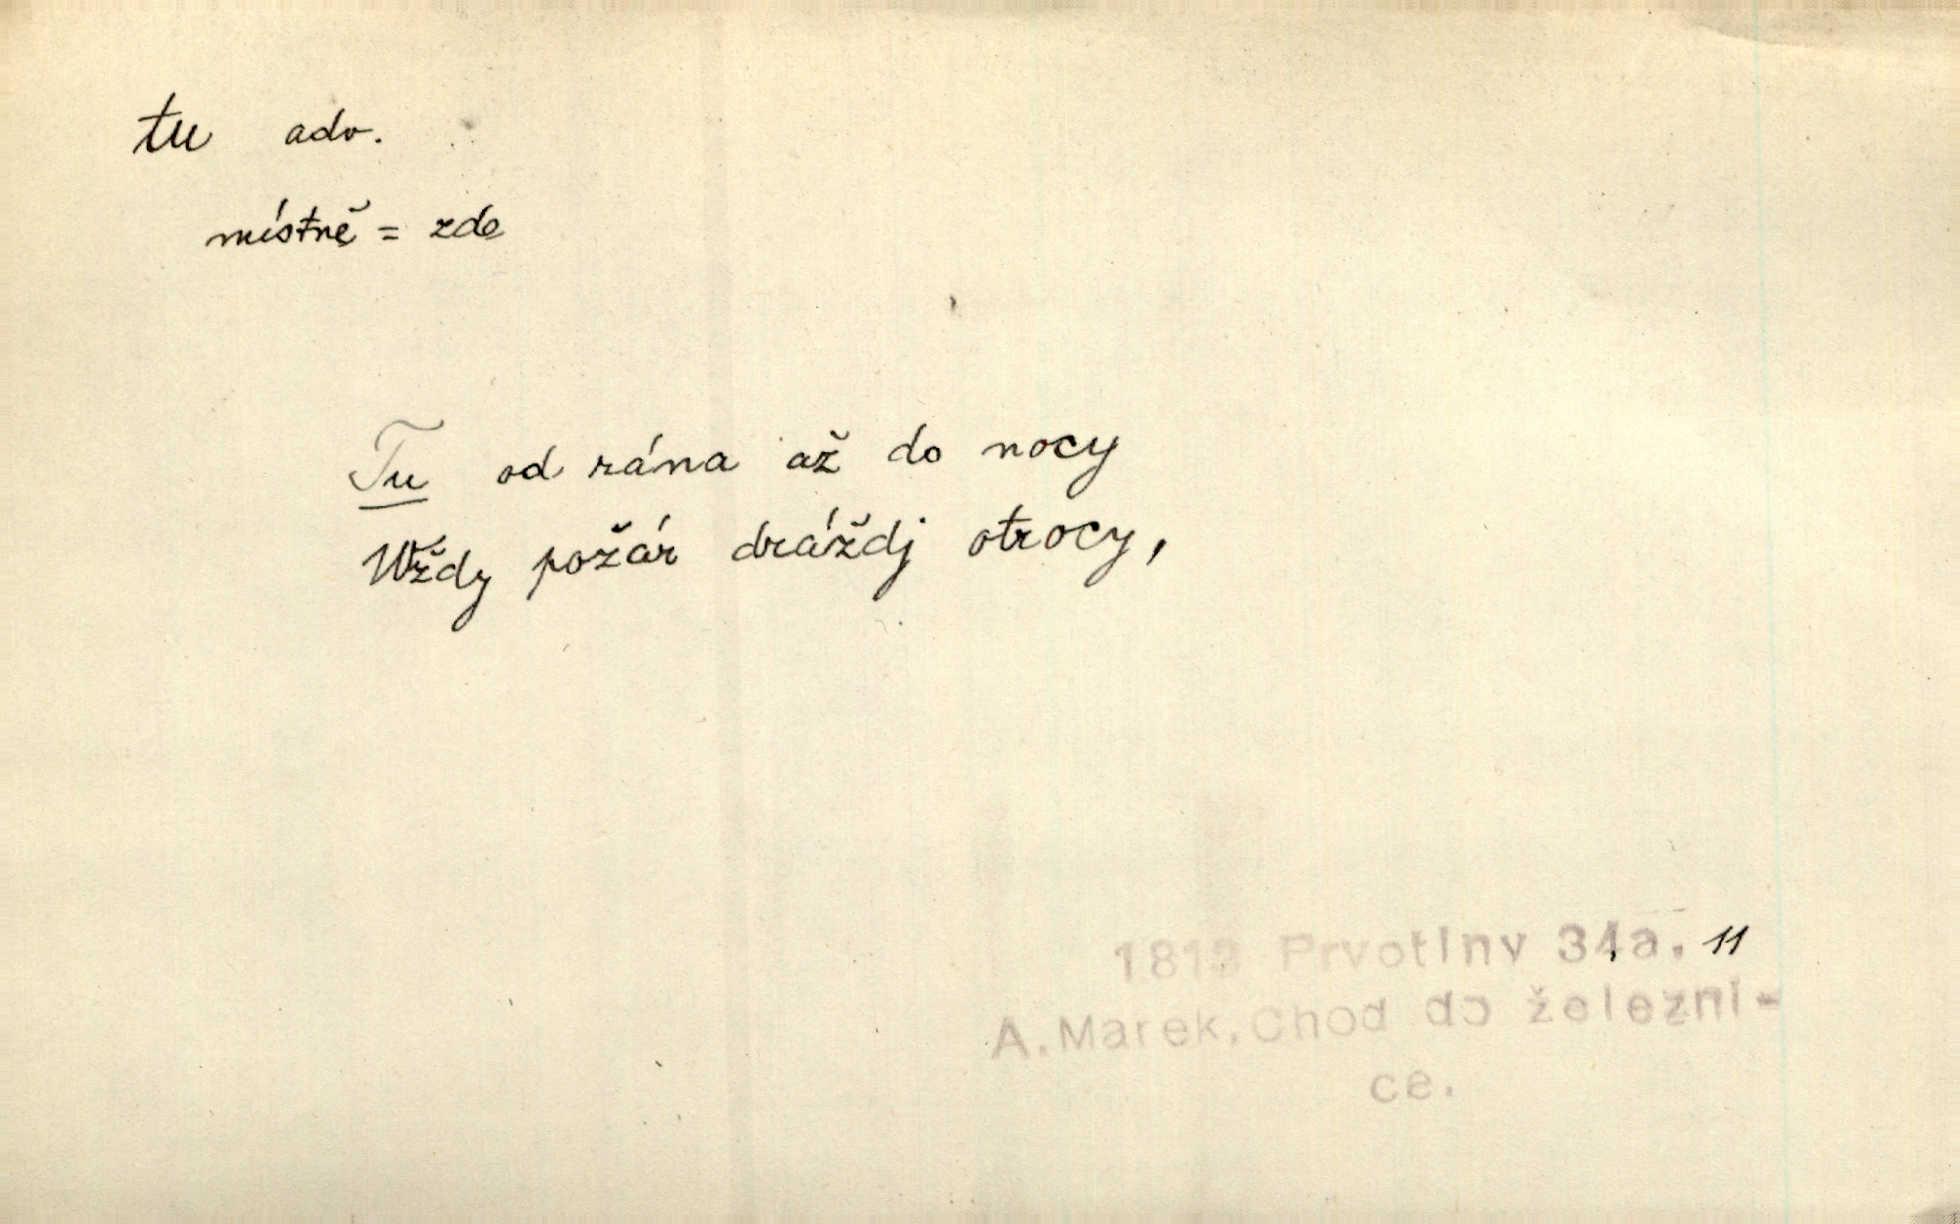 tu adv.
místně = zde
Tu od rána až do nocy
Wždy požár dráždj otrocy,
1813 Prvotiny 34a. 11
A.Marek,Chod do železni-
ce.